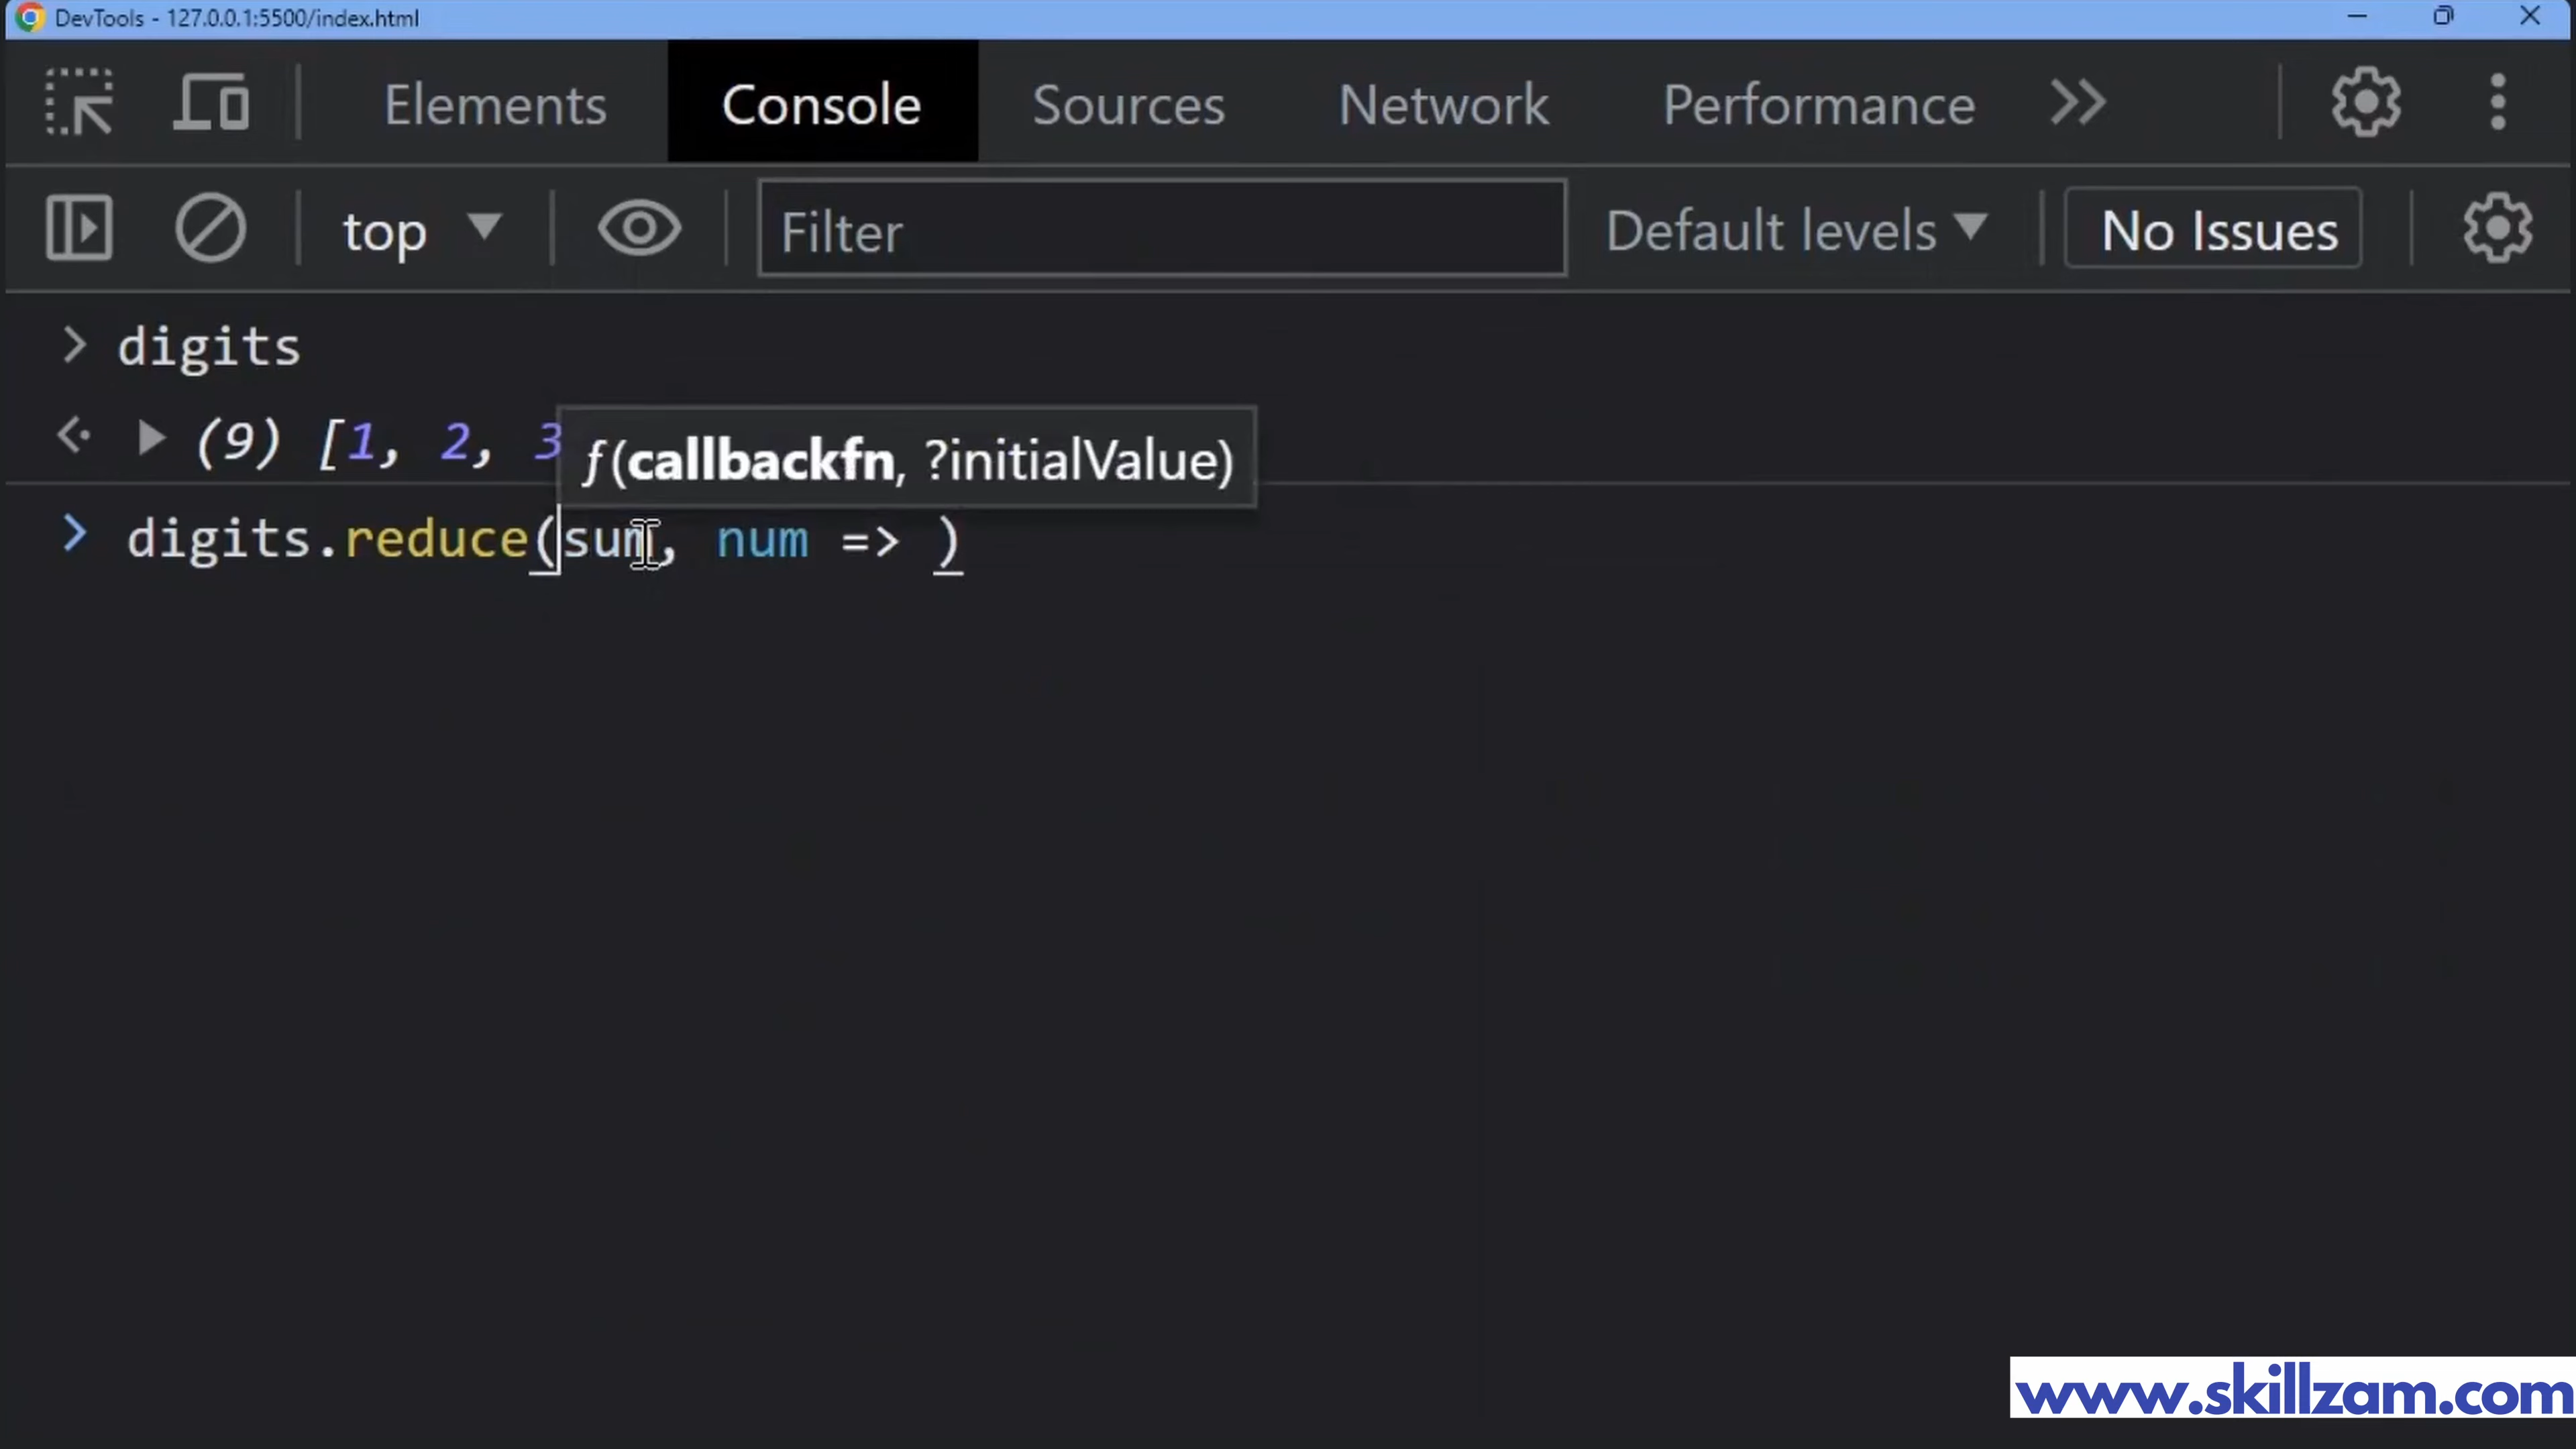 DevTools - 127.0.0.1:5500/index.html
Elements Console Sources Network Performance
top Filter Default levels No Issues
> digits
(9) [1, 2, 3
f(callbackfn, ?initialValue)
> digits.reduce(sum, num => )
www.skillzam.com